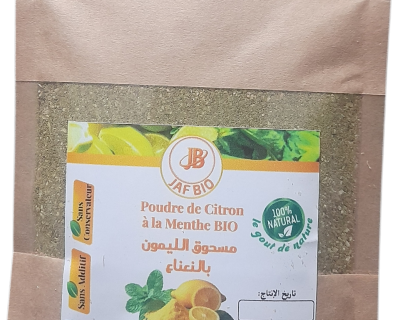 JB
JAF BIO
Poudre de Citron
à la Menthe BIO
مسحوق الليمون
بالنعناع
Sans
Conservateur
Sans Additif
100%
NATURAL
le gout de nature
تاريخ الإنتاج: